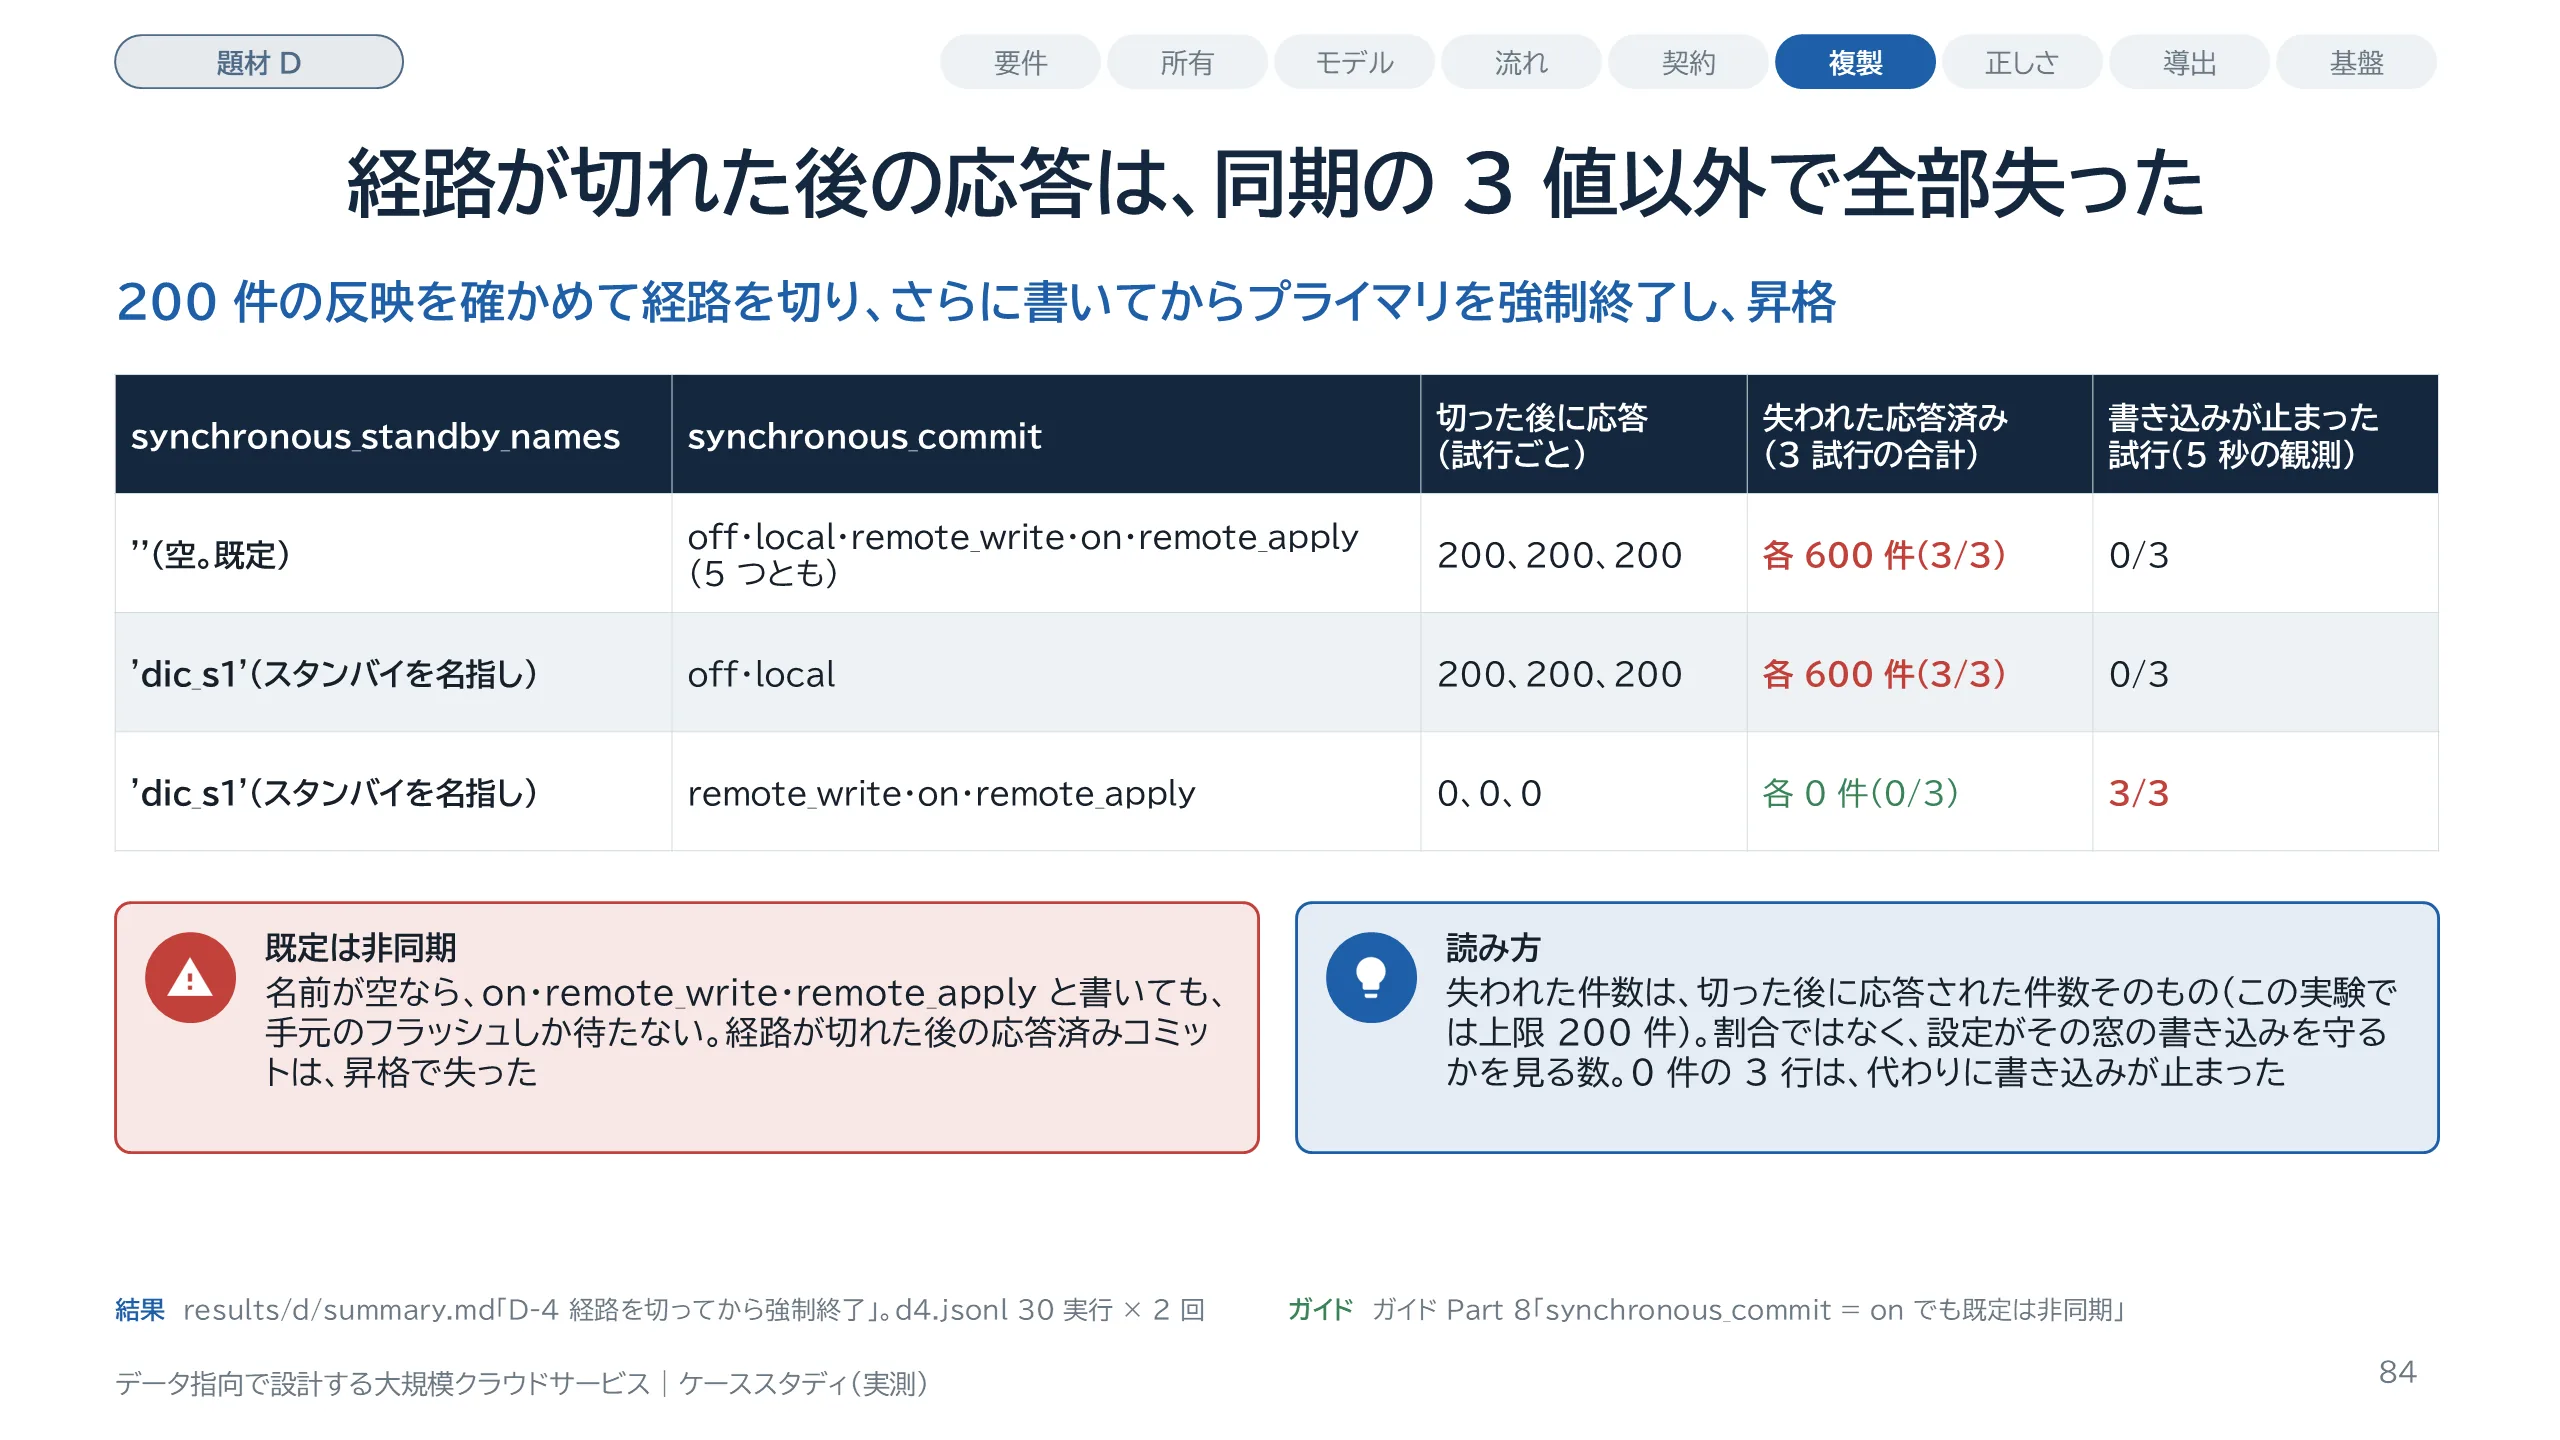 題材 D
要件
所有
モデル
流れ
契約
複製
正しさ
導出
基盤
経路が切れた後の応答は、同期の 3 値以外で全部失った
200 件の反映を確かめて経路を切り、さらに書いてからプライマリを強制終了し、昇格
synchronous_standby_names
synchronous_commit
切った後に応答
（試行ごと）
失われた応答済み
（3 試行の合計）
書き込みが止まった
試行（5 秒の観測）
’’（空。既定）
off・local・remote_write・on・remote_apply
（5 つとも）
200、200、200
各 600 件（3/3）
0/3
’dic_s1’（スタンバイを名指し）
off・local
200、200、200
各 600 件（3/3）
0/3
’dic_s1’（スタンバイを名指し）
remote_write・on・remote_apply
0、0、0
各 0 件（0/3）
3/3
既定は非同期
名前が空なら、on・remote_write・remote_apply と書いても、
手元のフラッシュしか待たない。経路が切れた後の応答済みコミッ
トは、昇格で失った
読み方
失われた件数は、切った後に応答された件数そのもの（この実験で
は上限 200 件）。割合ではなく、設定がその窓の書き込みを守る
かを見る数。0 件の 3 行は、代わりに書き込みが止まった
結果 results/d/summary.md「D-4 経路を切ってから強制終了」。d4.jsonl 30 実行 × 2 回
ガイド ガイド Part 8「synchronous_commit = on でも既定は非同期」
データ指向で設計する大規模クラウドサービス｜ケーススタディ（実測）
84